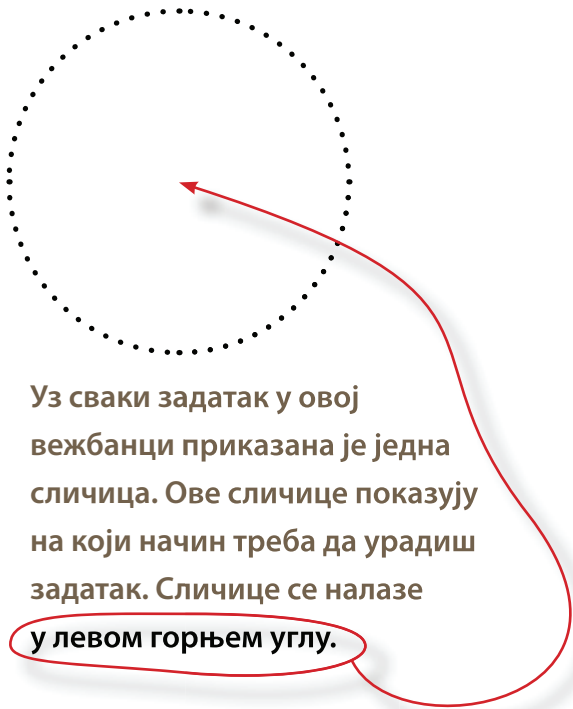 Уз сваки задатак у овој
вежбанци приказана је једна
сличица. Ове сличице показују
на који начин треба да урадиш
задатак. Сличице се налазе
у левом горњем углу.